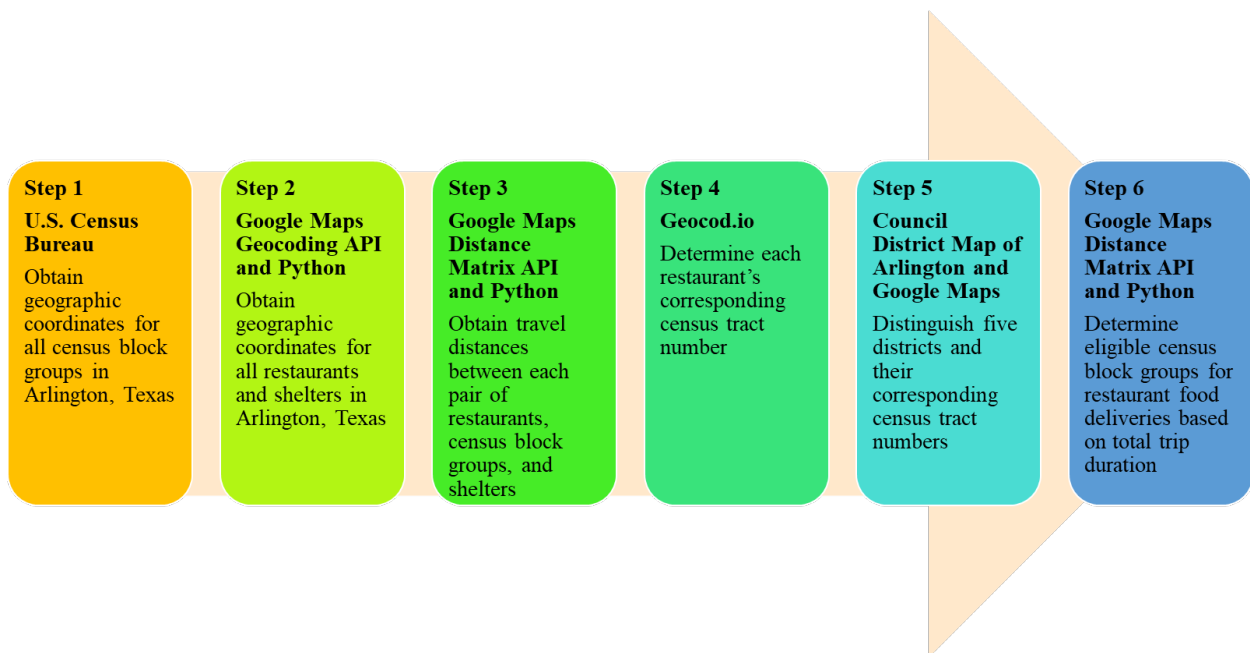 Step 1
U.S. Census
Bureau
Obtain
geographic
coordinates for
all census block
groups in
Arlington, Texas
Step 2
Google Maps
Geocoding API
and Python
Obtain
geographic
coordinates for
all restaurants
and shelters in
Arlington, Texas
Step 3
Google Maps
Distance
Matrix API
and Python
Obtain travel
distances
between each
pair of
restaurants,
census block
groups, and
shelters
Step 4
Geocod.io
Determine each
restaurant's
corresponding
census tract
number
Step 5
Council
District Map of
Arlington and
Google Maps
Distinguish five
districts and
their
corresponding
census tract
numbers
Step 6
Google Maps
Distance
Matrix API
and Python
Determine
eligible census
block groups for
restaurant food
deliveries based
on total trip
duration